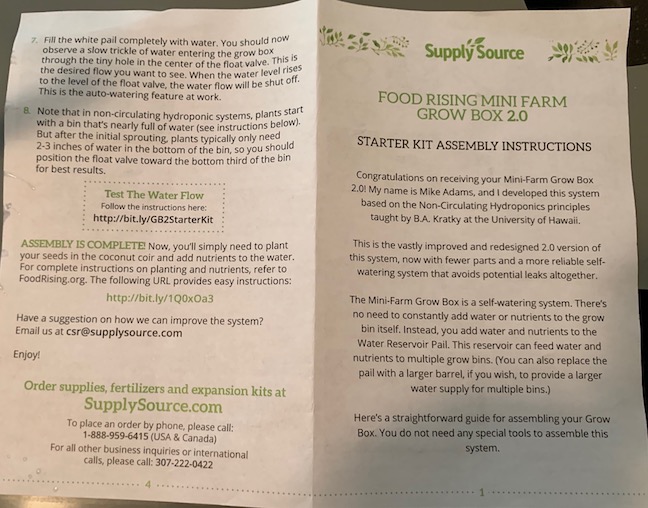 7. Fill the white pail completely with water. You should now
observe a slow trickle of water entering the grow box
through the tiny hole in the center of the float valve. This is
the desired flow you want to see. When the water level rises
to the level of the float valve, the water flow will be shut off.
This is the auto-watering feature at work.
8. Note that in non-circulating hydroponic systems, plants start
with a bin that's nearly full of water (see instructions below).
But after the initial sprouting, plants typically only need
2-3 inches of water in the bottom of the bin, so you should
position the float valve toward the bottom third of the bin
for best results.
Test The Water Flow
Follow the instructions here:
http://bit.ly/GB2StarterKit
ASSEMBLY IS COMPLETE! Now, you'll simply need to plant
your seeds in the coconut coir and add nutrients to the water.
For complete instructions on planting and nutrients, refer to
FoodRising.org. The following URL provides easy instructions:
http://bit.ly/1Q0xOa3
Have a suggestion on how we can improve the system?
Email us at csr@supplysource.com
Enjoy!
Order supplies, fertilizers and expansion kits at
SupplySource.com
To place an order by phone, please call:
1-888-959-6415 (USA & Canada)
For all other business inquiries or international
calls, please call: 307-222-0422
4
Supply Source
FOOD RISING MINI FARM
GROW BOX 2.0
STARTER KIT ASSEMBLY INSTRUCTIONS
Congratulations on receiving your Mini-Farm Grow Box
2.0! My name is Mike Adams, and I developed this system
based on the Non-Circulating Hydroponics principles
taught by B.A. Kratky at the University of Hawaii.
This is the vastly improved and redesigned 2.0 version of
this system, now with fewer parts and a more reliable self-
watering system that avoids potential leaks altogether.
The Mini-Farm Grow Box is a self-watering system. There's
no need to constantly add water or nutrients to the grow
bin itself. Instead, you add water and nutrients to the
Water Reservoir Pail. This reservoir can feed water and
nutrients to multiple grow bins. (You can also replace the
pail with a larger barrel, if you wish, to provide a larger
water supply for multiple bins.)
Here's a straightforward guide for assembling your Grow
Box. You do not need any special tools to assemble this
system.
1